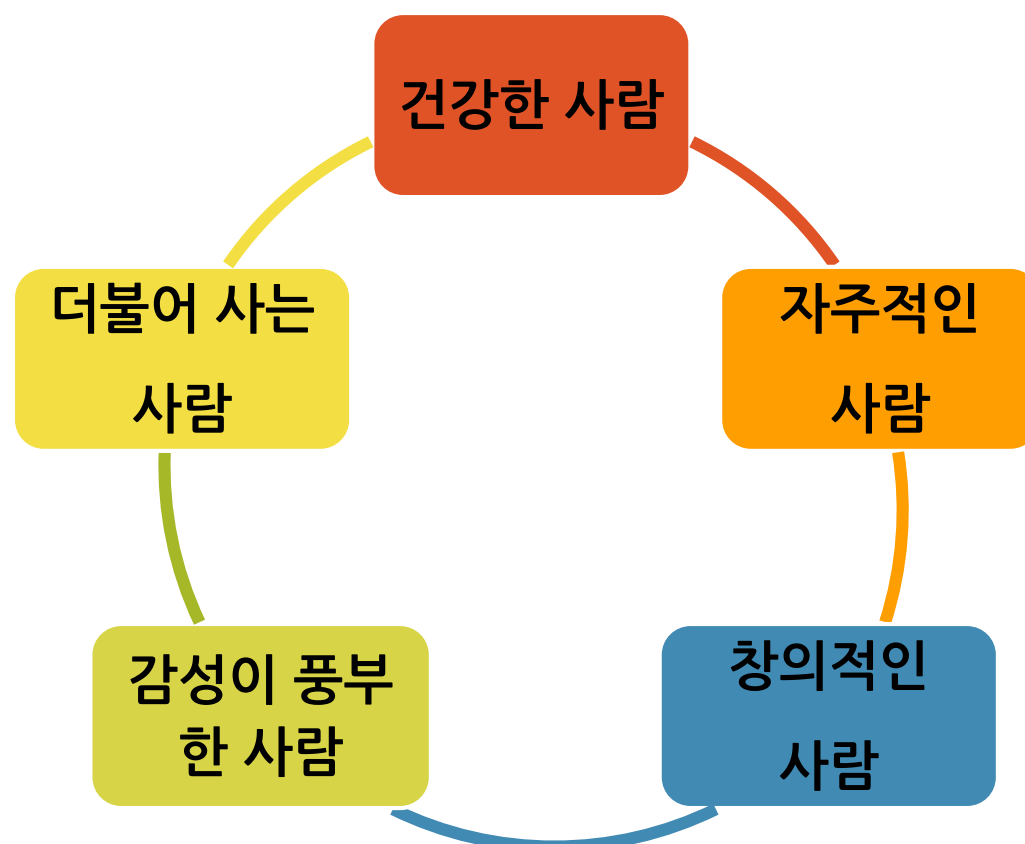 건강한 사람
더불어 사는
사람
자주적인
사람
감성이 풍부
한 사람
창의적인
사람